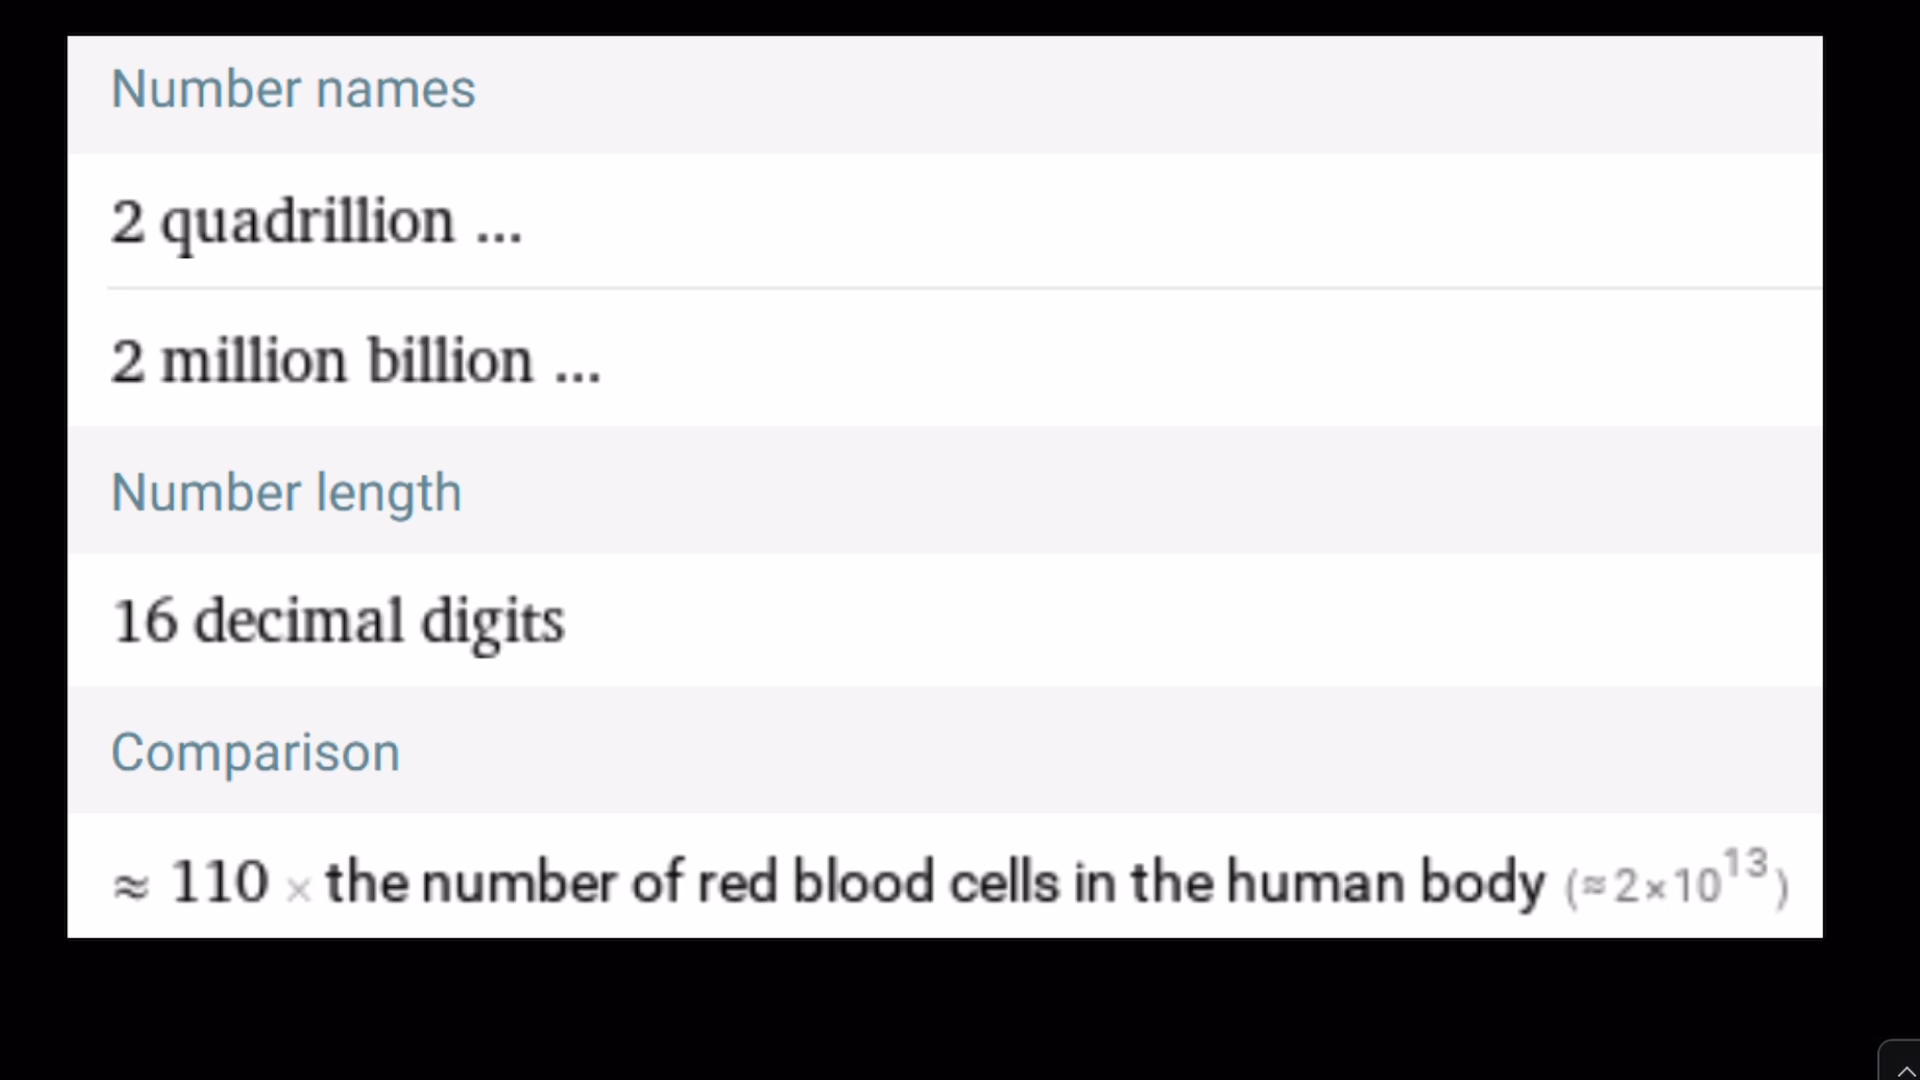 Number names
2 quadrillion ...
2 million billion ...
Number length
16 decimal digits
Comparison
≈ 110 × the number of red blood cells in the human body (≈2×10¹³)